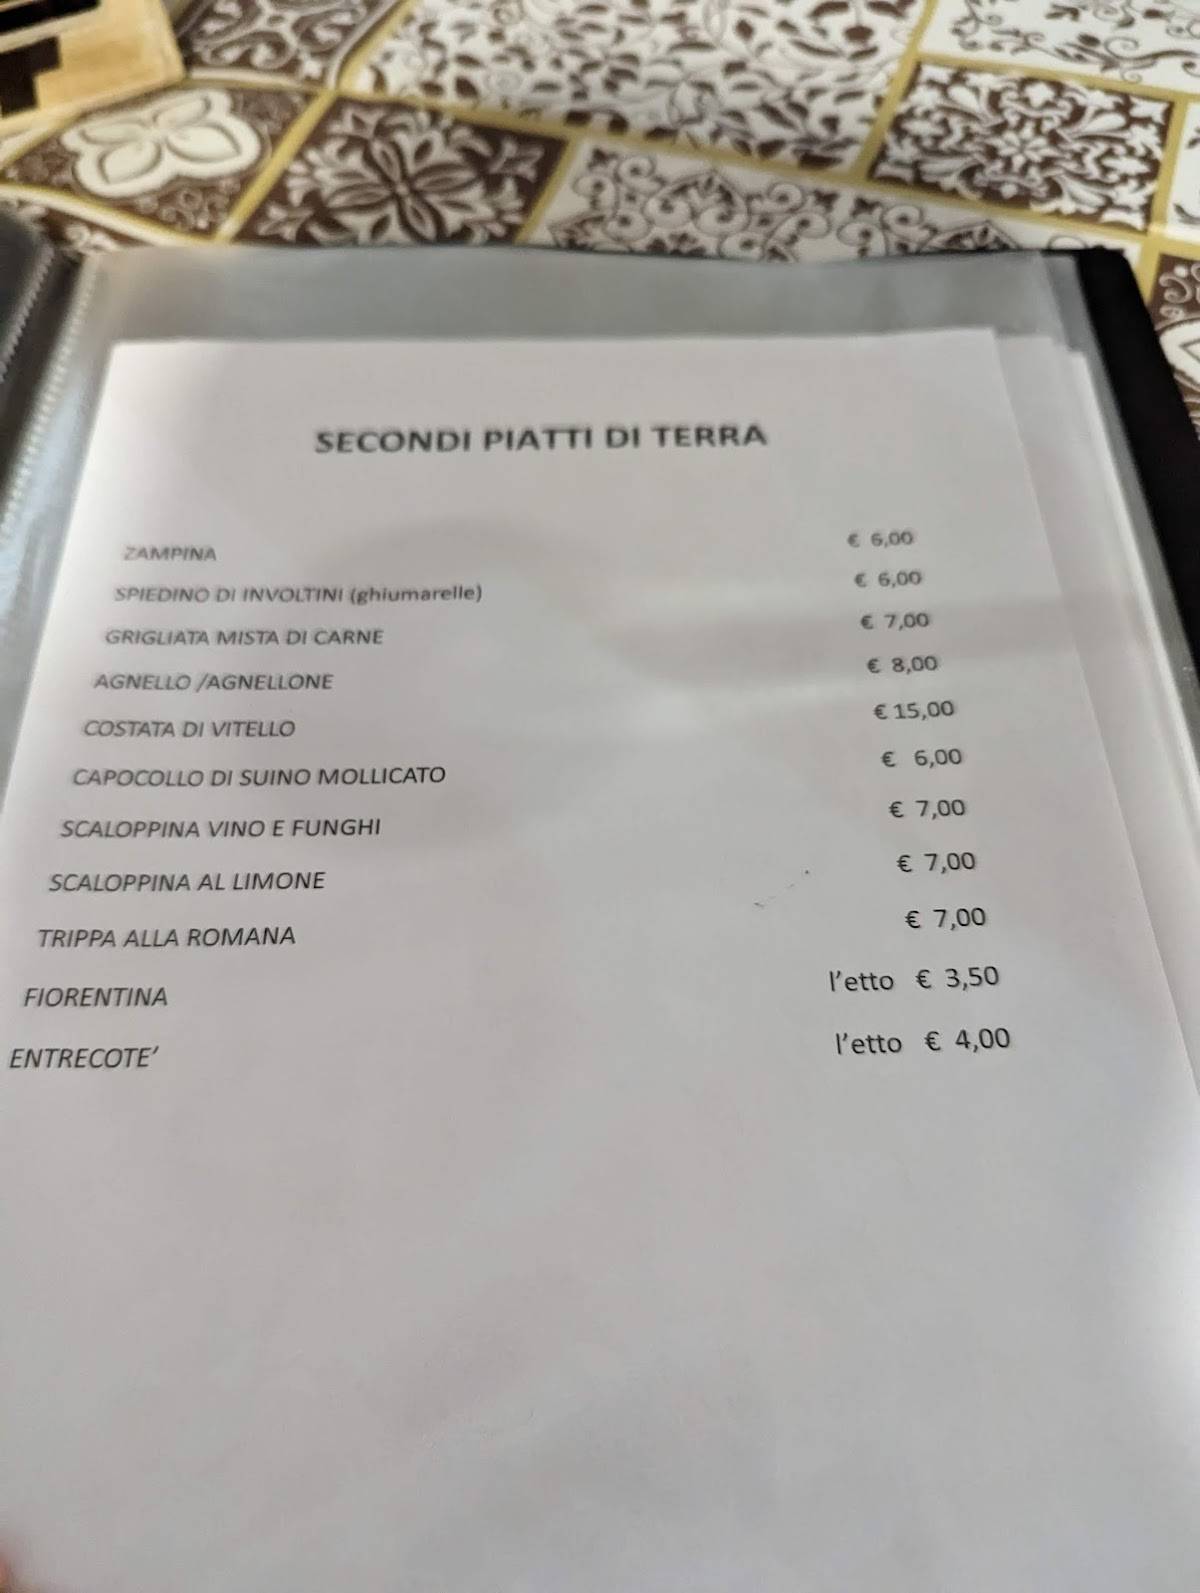 SECONDI PIATTI DI TERRA
ZAMPINA € 6,00
SPIEDINO DI INVOLTINI (ghiumarelle) € 6,00
GRIGLIATA MISTA DI CARNE € 7,00
AGNELLO /AGNELLONE € 8,00
COSTATA DI VITELLO € 15,00
CAPOCOLLO DI SUINO MOLLICATO € 6,00
SCALOPPINA VINO E FUNGHI € 7,00
SCALOPPINA AL LIMONE € 7,00
TRIPPA ALLA ROMANA € 7,00
FIORENTINA l'etto € 3,50
ENTRECOTE' l'etto € 4,00